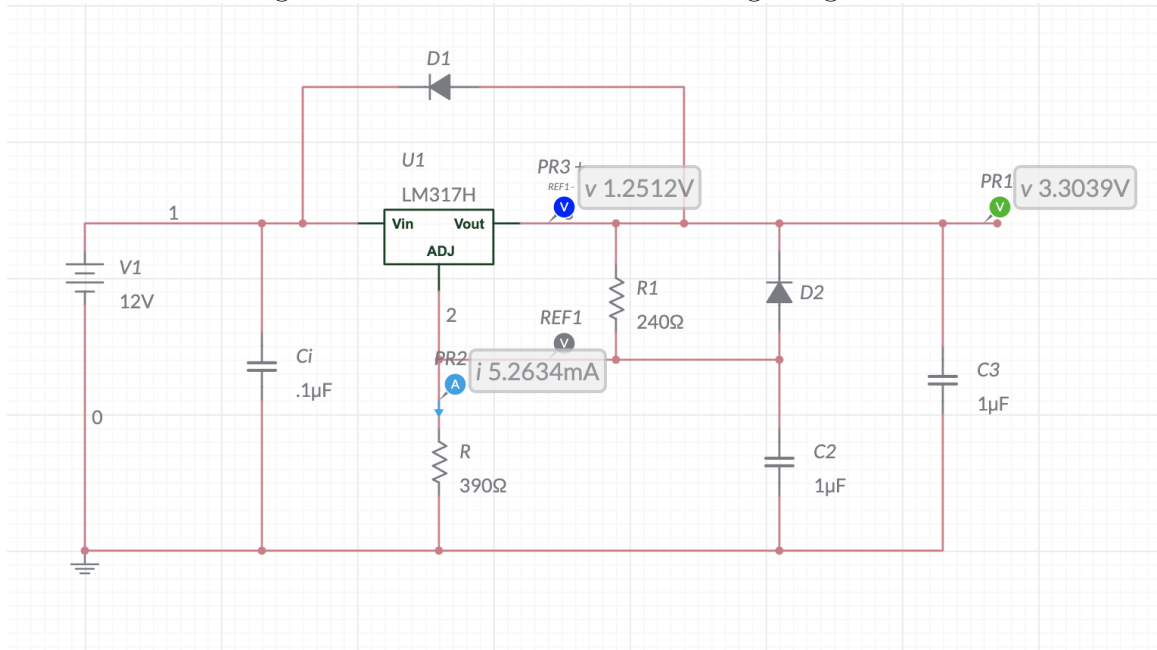 D1
U1
LM317H
PR3 +
REF1 -
v 1.2512V
PR1
v 3.3039V
V
V
1
Vin
Vout
ADJ
V1
12V
2
REF1
V
R1
240Ω
D2
PR2
i 5.2634mA
A
Ci
.1µF
C3
1µF
0
R
390Ω
C2
1µF